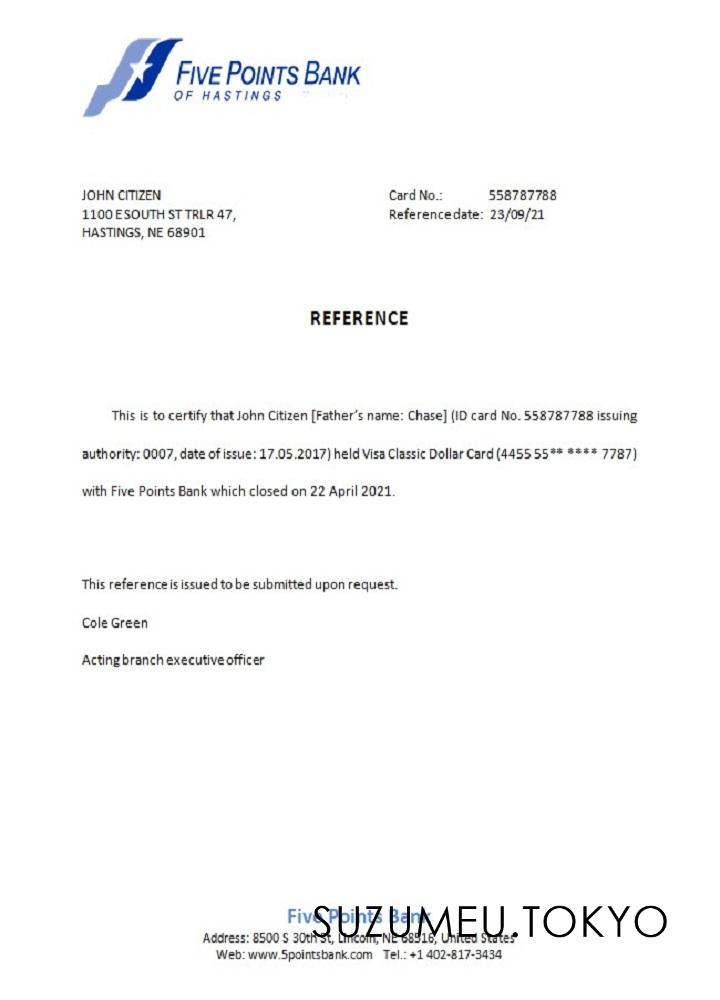 FIVE POINTS BANK
OF HASTINGS
JOHN CITIZEN
1100 E SOUTH ST TRLR 47,
HASTINGS, NE 68901
Card No.: 558787788
Reference date: 23/09/21
REFERENCE
This is to certify that John Citizen [Father's name: Chase] (ID card No. 558787788 issuing
authority: 0007, date of issue: 17.05.2017) held Visa Classic Dollar Card (4455 55** **** 7787)
with Five Points Bank which closed on 22 April 2021.
This reference is issued to be submitted upon request.
Cole Green
Acting branch executive officer
Five Points Bank
SUZUMEU.TOKYO
Address: 8500 S 30th St, Lincoln, NE 68516, United States
Web: www.5pointsbank.com Tel.: +1 402-817-3434